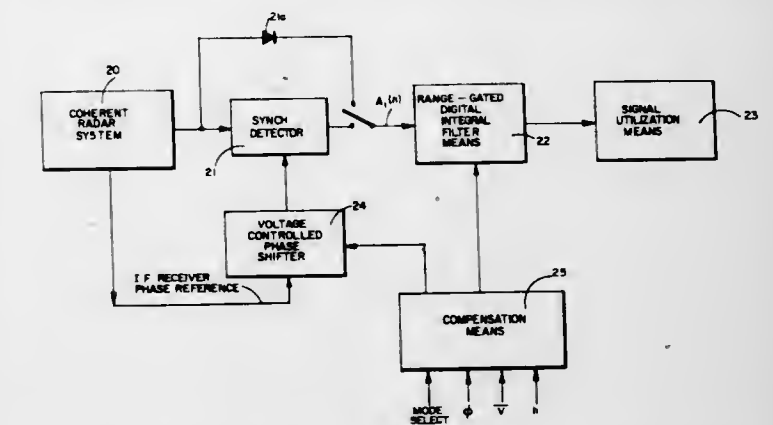 21a
20
COHERENT
RADAR
SYSTEM
SYNCH
DETECTOR
21
A₁(n)
RANGE-GATED
DIGITAL
INTEGRAL
FILTER
MEANS
22
SIGNAL
UTILIZATION
MEANS
23
24
VOLTAGE
CONTROLLED
PHASE
SHIFTER
I F RECEIVER
PHASE REFERENCE
25
COMPENSATION
MEANS
MODE
SELECT
φ
V̅
h